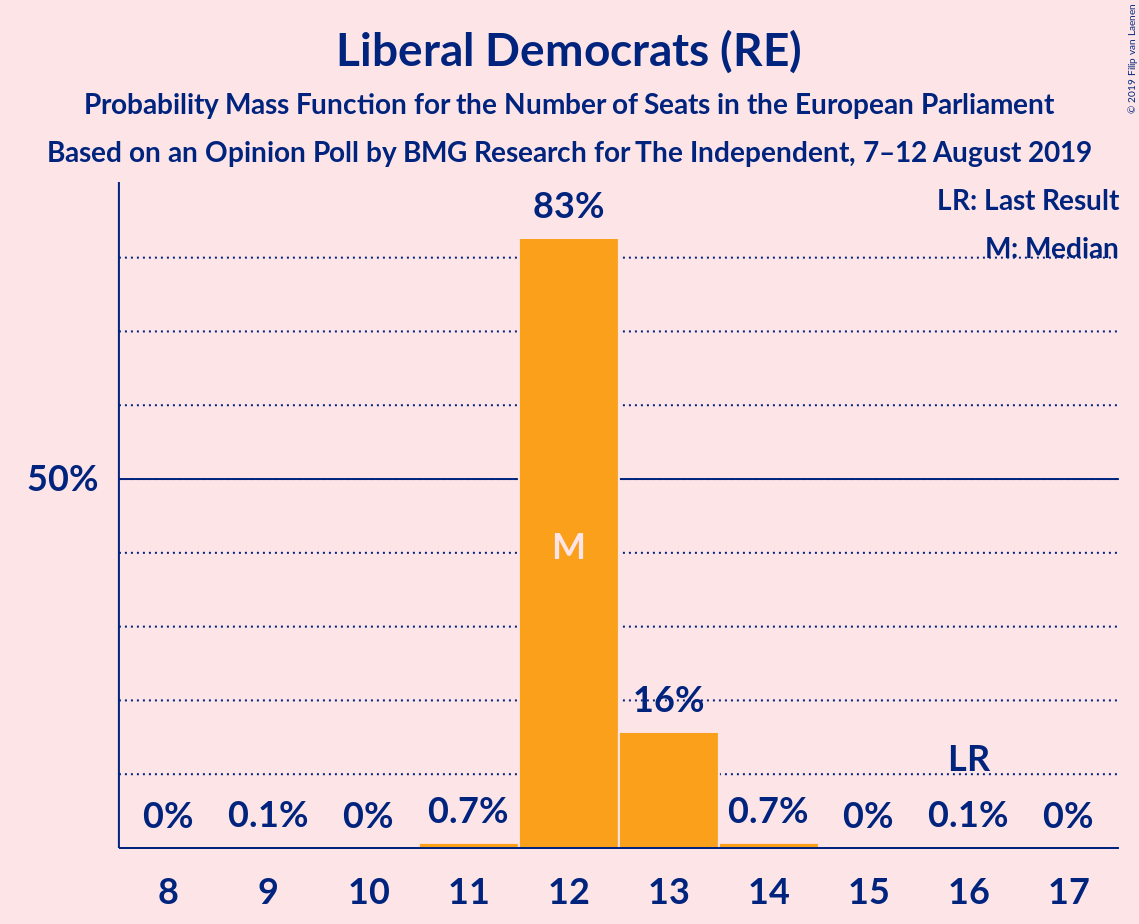 Liberal Democrats (RE)
Probability Mass Function for the Number of Seats in the European Parliament
Based on an Opinion Poll by BMG Research for The Independent, 7–12 August 2019
© 2019 Filip van Laenen
LR: Last Result
M: Median
83%
50%
M
16%
LR
0% 0.1% 0% 0.7% 0.7% 0% 0.1% 0%
8 9 10 11 12 13 14 15 16 17